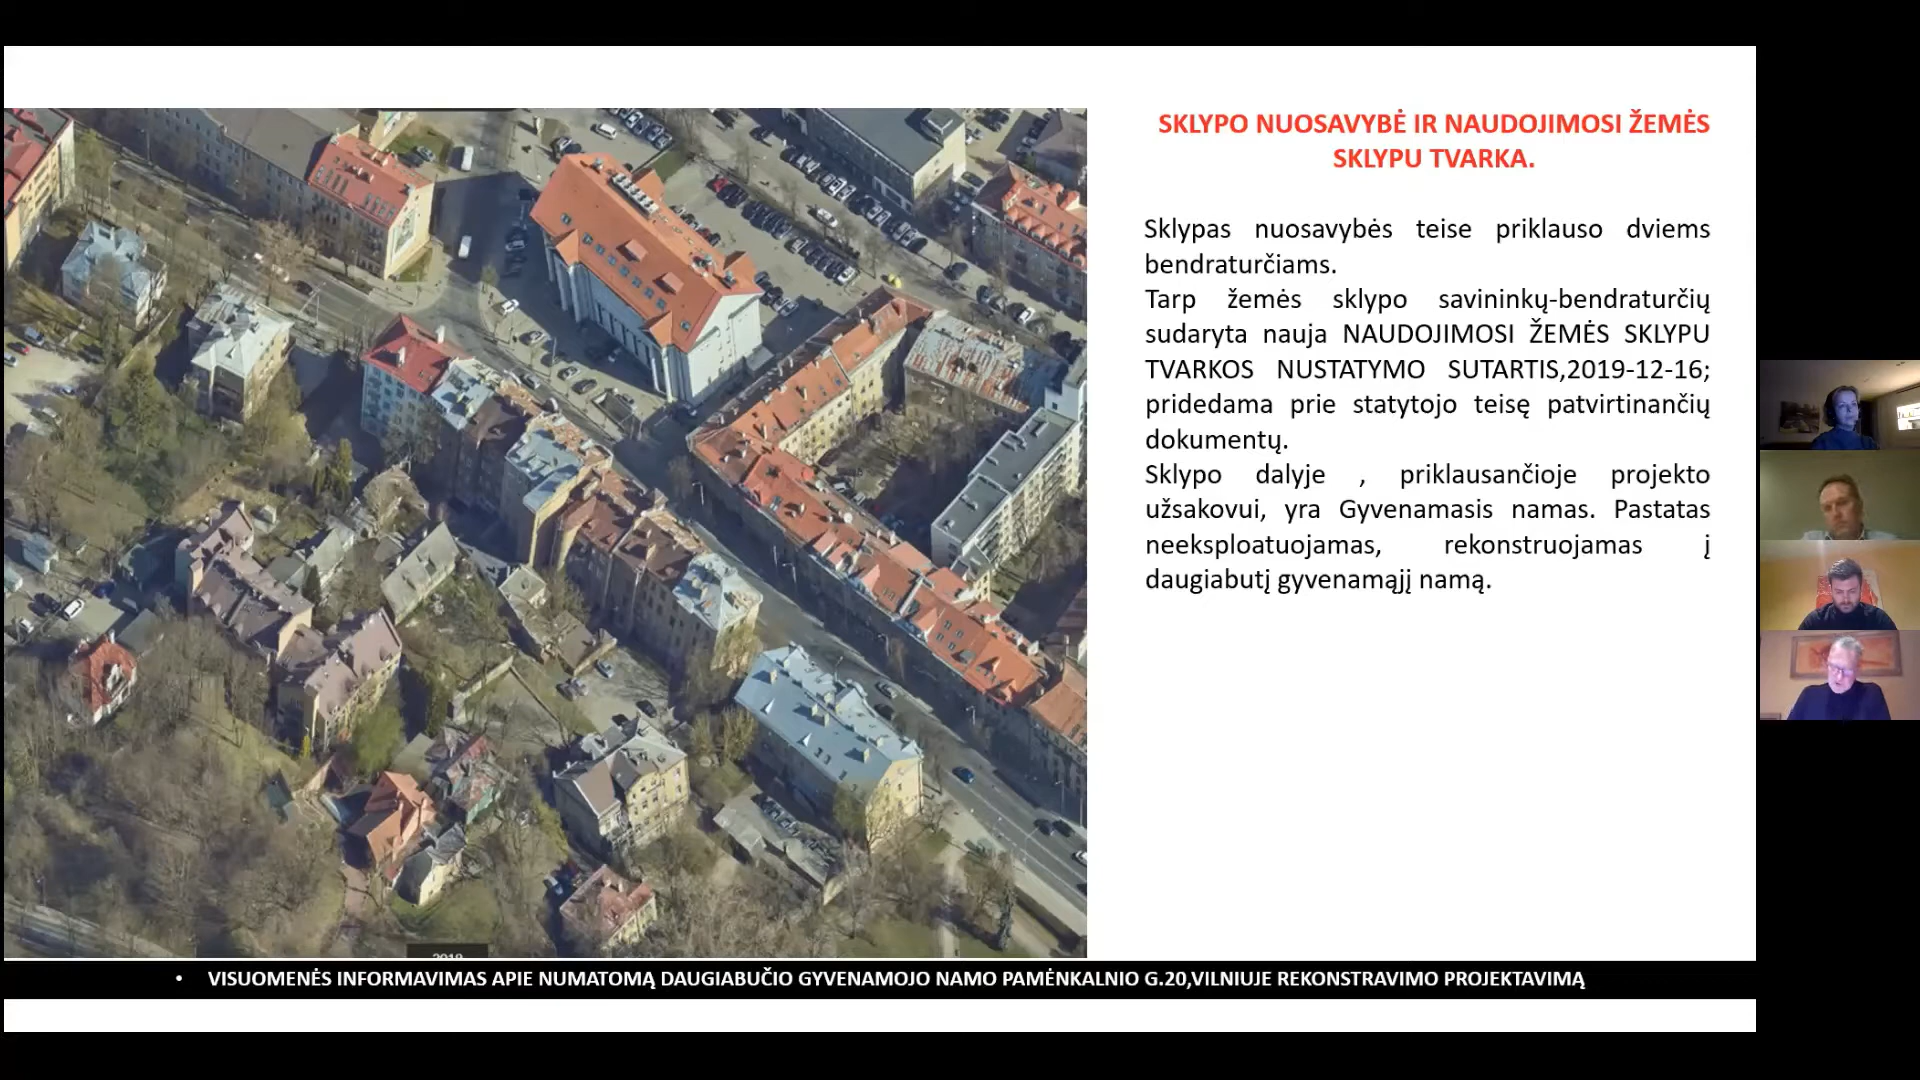 SKLYPO NUOSAVYBĖ IR NAUDOJIMOSI ŽEMĖS
SKLYPU TVARKA.
Sklypas nuosavybės teise priklauso dviems
bendraturčiams.
Tarp žemės sklypo savininkų-bendraturčių
sudaryta nauja NAUDOJIMOSI ŽEMĖS SKLYPU
TVARKOS NUSTATYMO SUTARTIS,2019-12-16;
pridedama prie statytojo teisę patvirtinančių
dokumentų.
Sklypo dalyje , priklausančioje projekto
užsakovui, yra Gyvenamasis namas. Pastatas
neeksploatuojamas, rekonstruojamas į
daugiabutį gyvenamąjį namą.
• VISUOMENĖS INFORMAVIMAS APIE NUMATOMĄ DAUGIABUČIO GYVENAMOJO NAMO PAMĖNKALNIO G.20,VILNIUJE REKONSTRAVIMO PROJEKTAVIMĄ